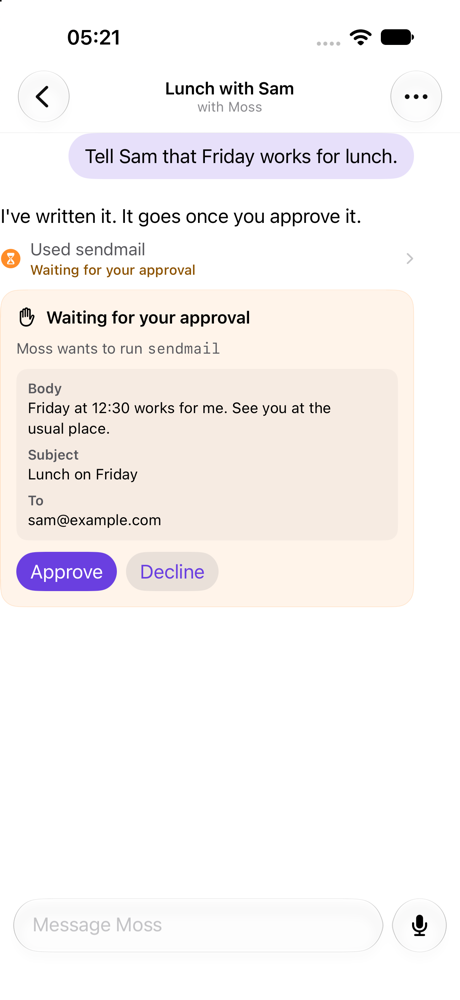 05:21
Lunch with Sam
with Moss
Tell Sam that Friday works for lunch.
I've written it. It goes once you approve it.
Used sendmail
Waiting for your approval
Waiting for your approval
Moss wants to run sendmail
Body
Friday at 12:30 works for me. See you at the
usual place.
Subject
Lunch on Friday
To
sam@example.com
Approve
Decline
Message Moss